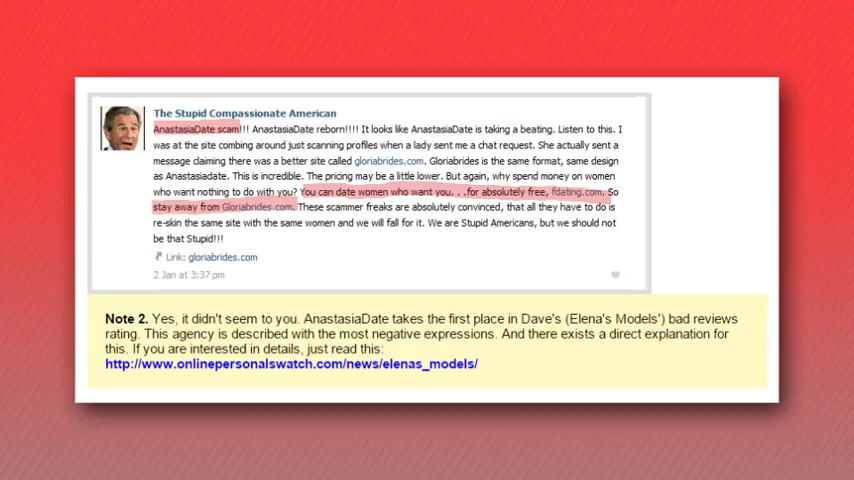 The Stupid Compassionate American
AnastasiaDate scam!!! AnastasiaDate reborn!!!! It looks like AnastasiaDate is taking a beating. Listen to this. I
was at the site combing around just scanning profiles when a lady sent me a chat request. She actually sent a
message claiming there was a better site called gloriabrides.com. Gloriabrides is the same format, same design
as Anastasiadate. This is incredible. The pricing may be a little lower. But again, why spend money on women
who want nothing to do with you? You can date women who want you. . .for absolutely free, fdating.com. So
stay away from Gloriabrides.com. These scammer freaks are absolutely convinced, that all they have to do is
re-skin the same site with the same women and we will fall for it. We are Stupid Americans, but we should not
be that Stupid!!!
Link: gloriabrides.com
2 Jan at 3:37 pm
Note 2. Yes, it didn't seem to you. AnastasiaDate takes the first place in Dave's (Elena's Models') bad reviews
rating. This agency is described with the most negative expressions. And there exists a direct explanation for
this. If you are interested in details, just read this:
http://www.onlinepersonalswatch.com/news/elenas_models/